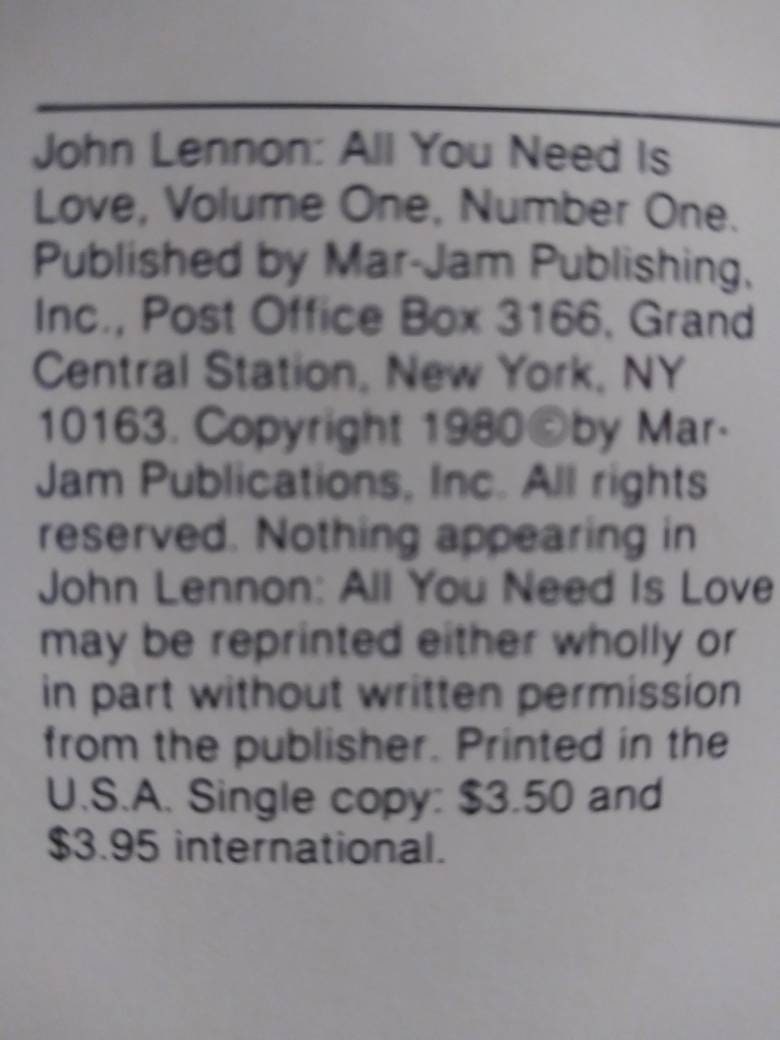 John Lennon: All You Need Is
Love, Volume One, Number One.
Published by Mar-Jam Publishing,
Inc., Post Office Box 3166, Grand
Central Station, New York, NY
10163. Copyright 1980©by Mar-
Jam Publications, Inc. All rights
reserved. Nothing appearing in
John Lennon: All You Need Is Love
may be reprinted either wholly or
in part without written permission
from the publisher. Printed in the
U.S.A. Single copy: $3.50 and
$3.95 international.